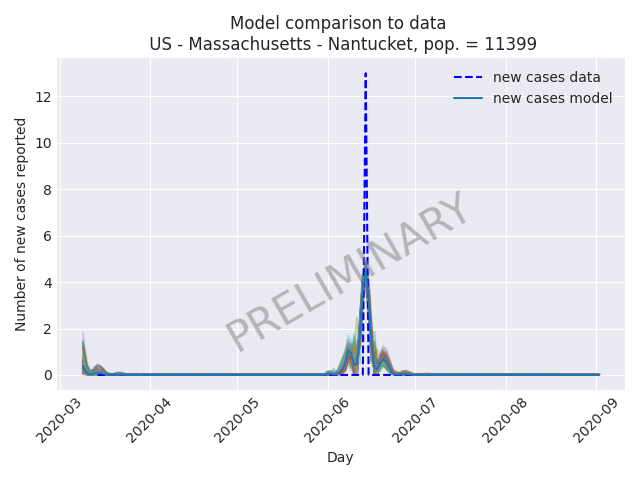 Model comparison to data
US - Massachusetts - Nantucket, pop. = 11399
new cases data
new cases model
Number of new cases reported
12
10
8
6
4
2
0
PRELIMINARY
2020-03
2020-04
2020-05
2020-06
2020-07
2020-08
2020-09
Day